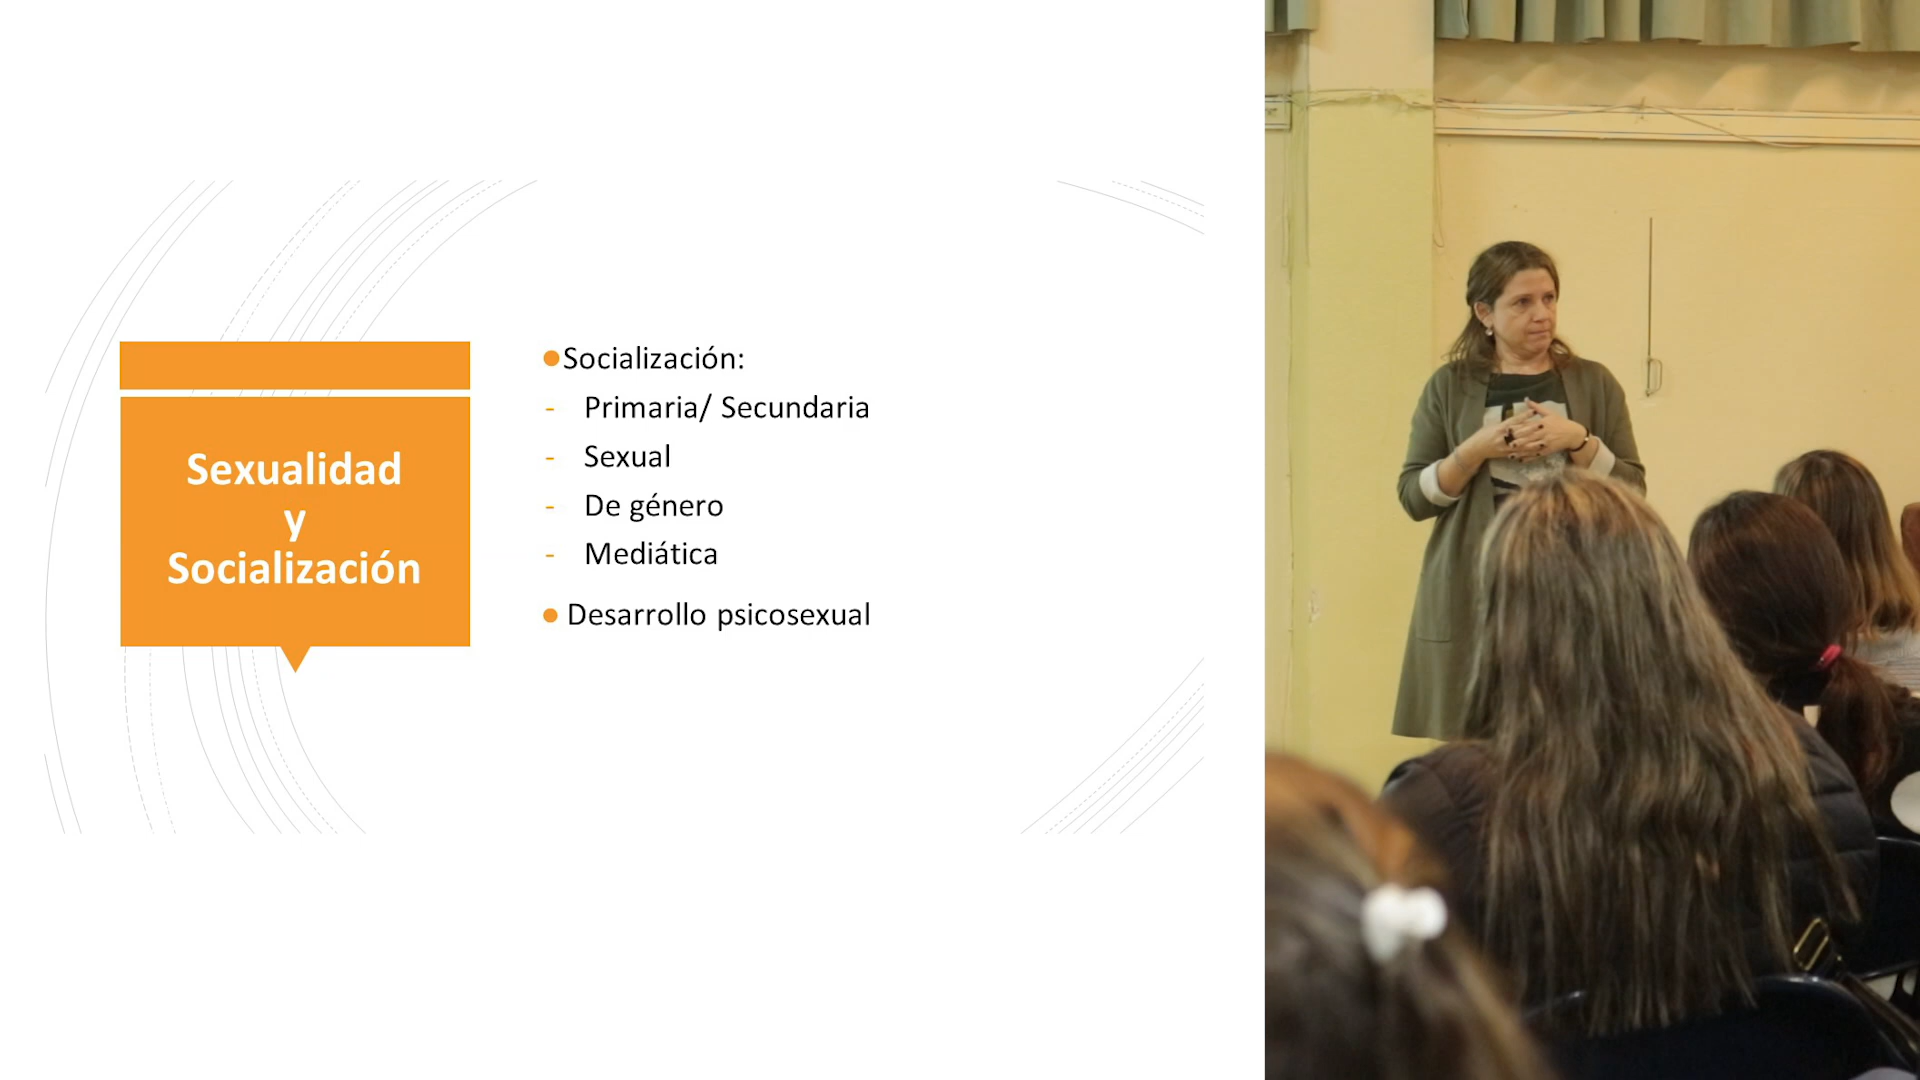 Sexualidad
y
Socialización
●Socialización:
- Primaria/ Secundaria
- Sexual
- De género
- Mediática
● Desarrollo psicosexual